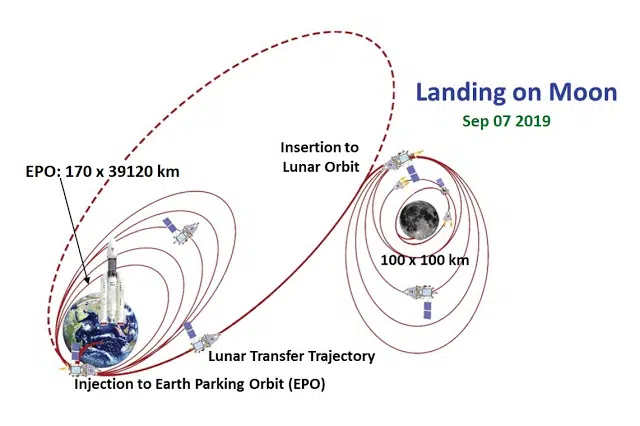 Landing on Moon
Sep 07 2019
Insertion to
Lunar Orbit
EPO: 170 x 39120 km
100 x 100 km
Lunar Transfer Trajectory
Injection to Earth Parking Orbit (EPO)